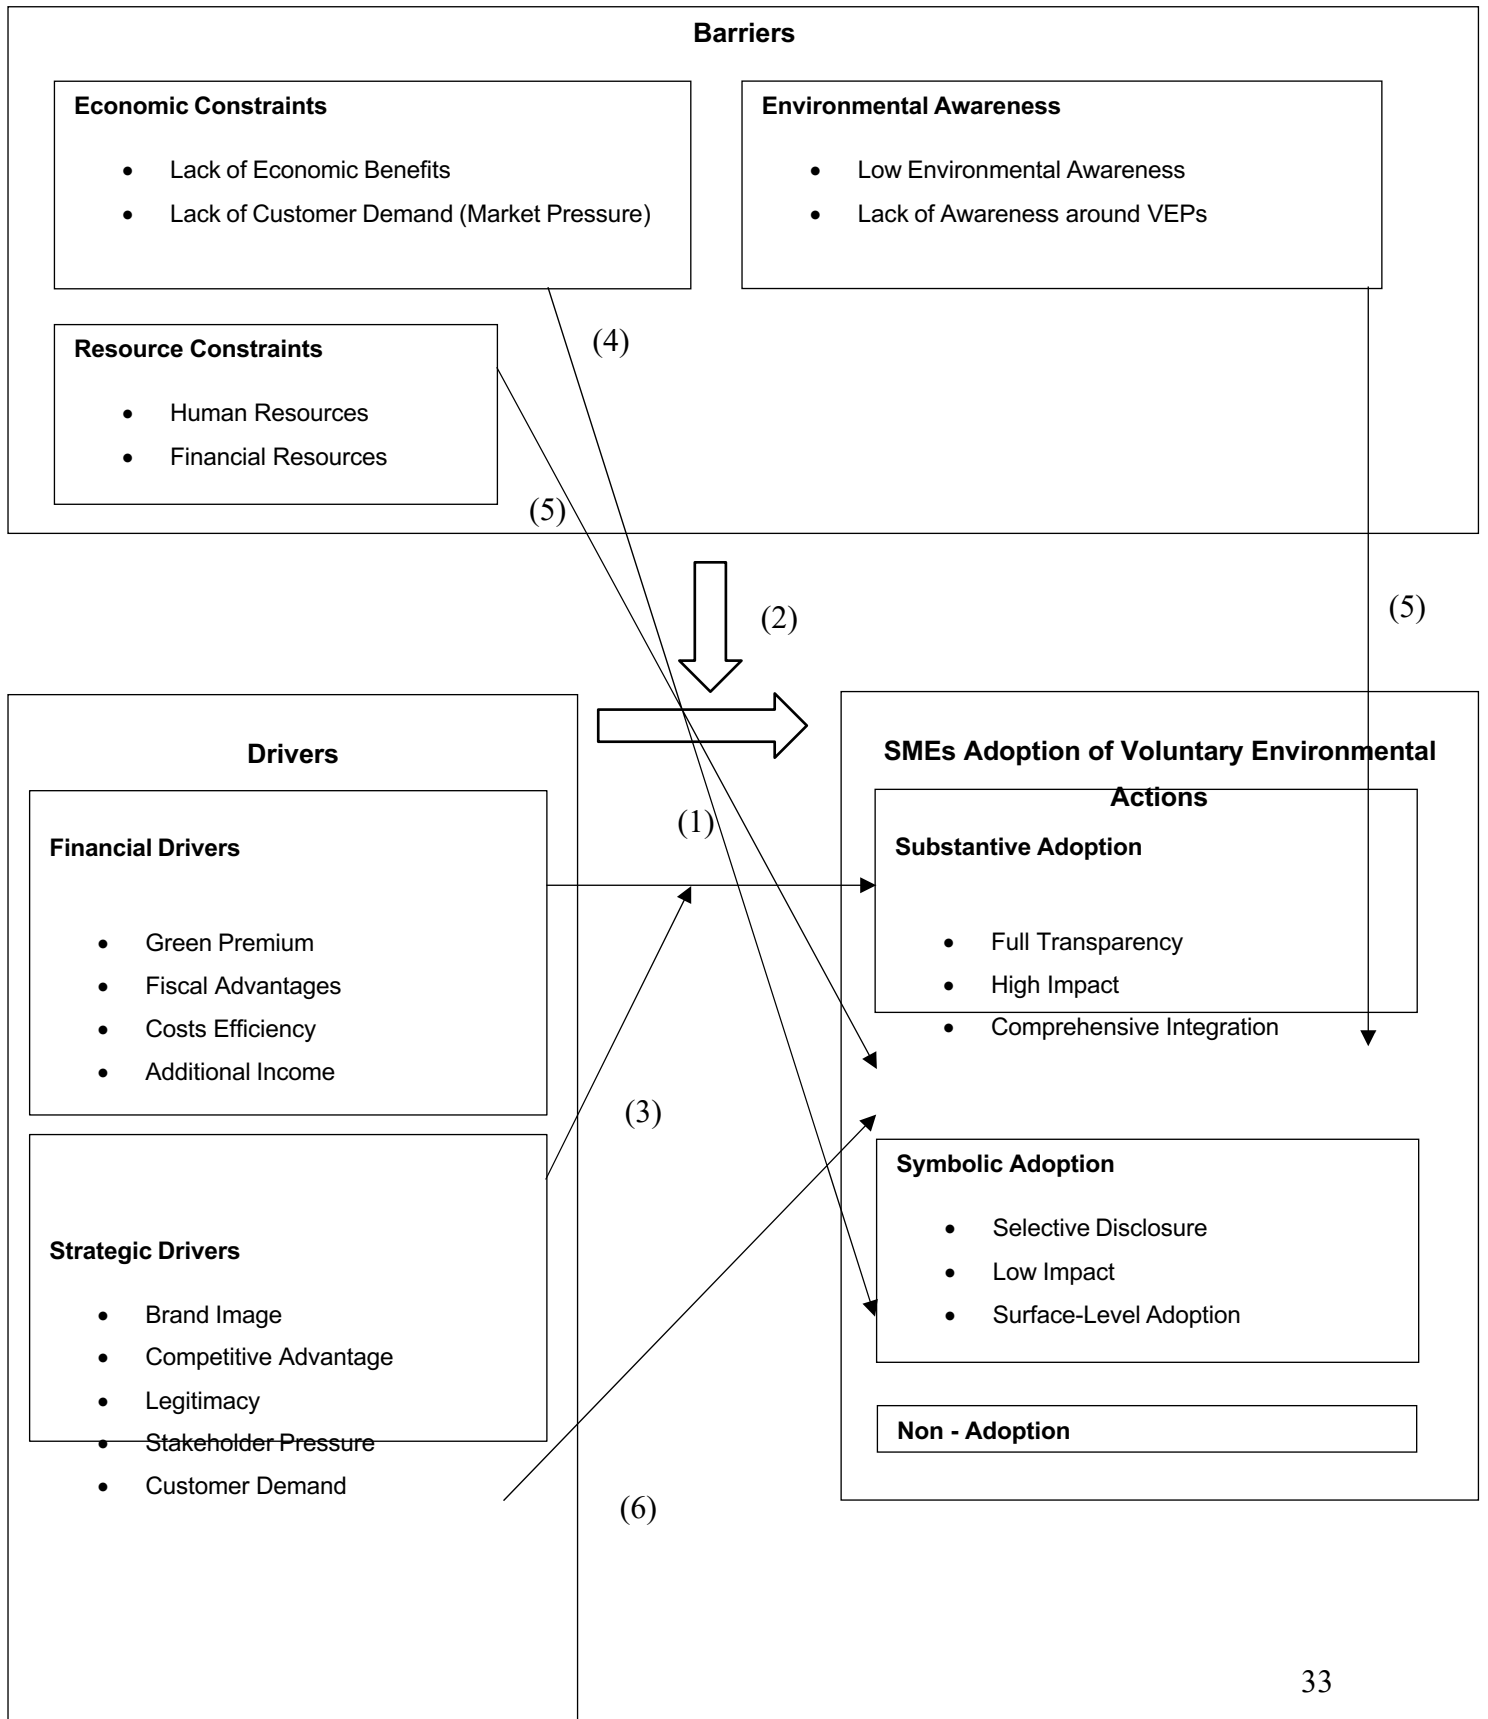 Barriers
Economic Constraints
• Lack of Economic Benefits
• Lack of Customer Demand (Market Pressure)
Environmental Awareness
• Low Environmental Awareness
• Lack of Awareness around VEPs
Resource Constraints
• Human Resources
• Financial Resources
(4)
(5)
(2)
(5)
Drivers
Financial Drivers
• Green Premium
• Fiscal Advantages
• Costs Efficiency
• Additional Income
Strategic Drivers
• Brand Image
• Competitive Advantage
• Legitimacy
• Stakeholder Pressure
• Customer Demand
(1)
(3)
(6)
SMEs Adoption of Voluntary Environmental
Actions
Substantive Adoption
• Full Transparency
• High Impact
• Comprehensive Integration
Symbolic Adoption
• Selective Disclosure
• Low Impact
• Surface-Level Adoption
Non - Adoption
33